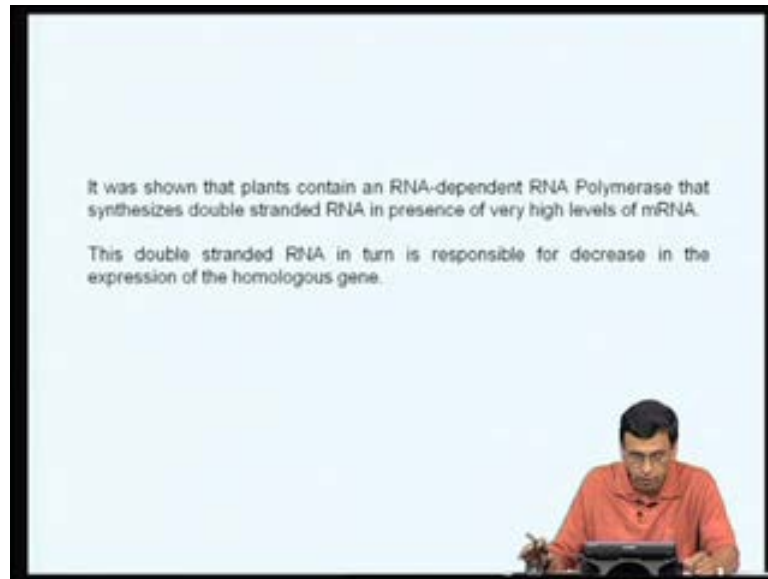 It was shown that plants contain an RNA-dependent RNA Polymerase that
synthesizes double stranded RNA in presence of very high levels of mRNA.
This double stranded RNA in turn is responsible for decrease in the
expression of the homologous gene.